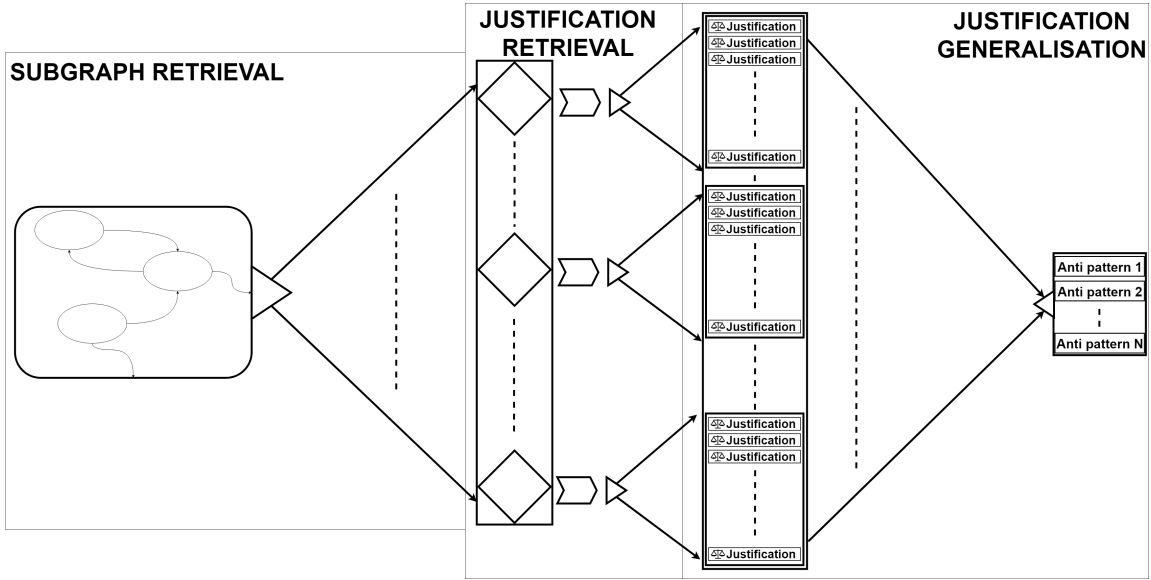 SUBGRAPH RETRIEVAL
JUSTIFICATION
RETRIEVAL
JUSTIFICATION
GENERALISATION
Justification
Justification
Justification
Justification
Justification
Justification
Justification
Justification
Justification
Justification
Justification
Justification
Anti pattern 1
Anti pattern 2
Anti pattern N